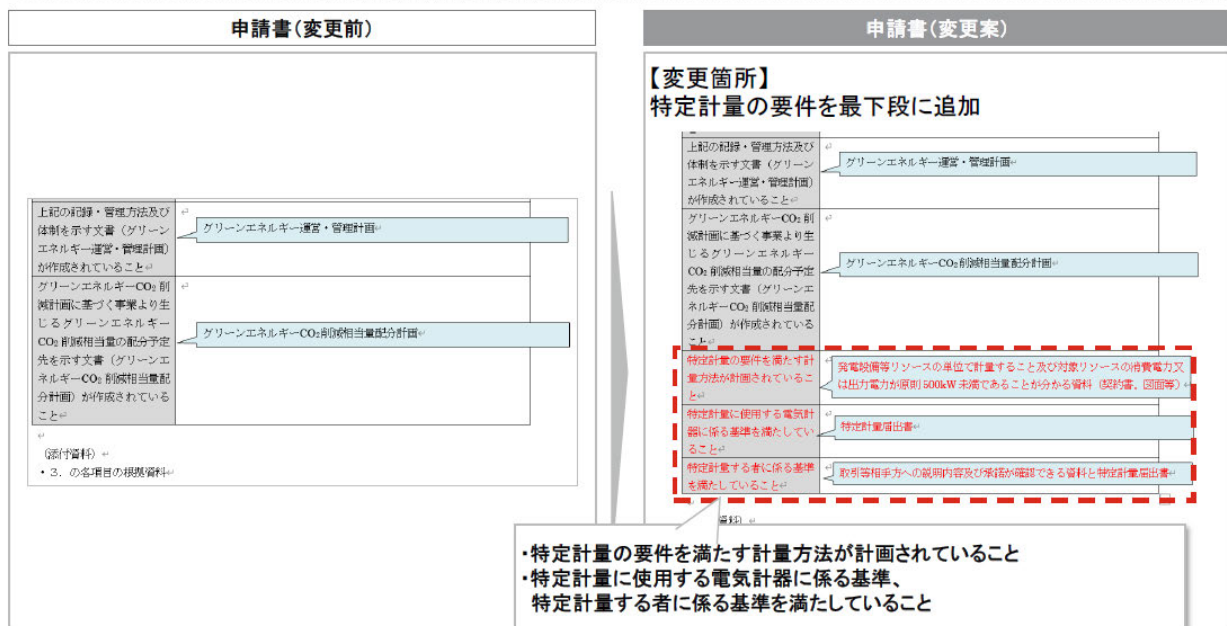 申請書(変更前)
上記の記録・管理方法及び
体制を示す文書（グリーン
エネルギー運営・管理計画）
が作成されていること
グリーンエネルギー運営・管理計画
グリーンエネルギーCO₂削
減計画に基づく事業より生
じるグリーンエネルギー
CO₂削減相当量の配分予定
先を示す文書（グリーンエ
ネルギーCO₂削減相当量配
分計画）が作成されている
こと
グリーンエネルギーCO₂削減相当量配分計画
（添付資料）
・３．の各項目の根拠資料
申請書(変更案)
【変更箇所】
特定計量の要件を最下段に追加
上記の記録・管理方法及び
体制を示す文書（グリーン
エネルギー運営・管理計画）
が作成されていること
グリーンエネルギー運営・管理計画
グリーンエネルギーCO₂削
減計画に基づく事業より生
じるグリーンエネルギー
CO₂削減相当量の配分予定
先を示す文書（グリーンエ
ネルギーCO₂削減相当量配
分計画）が作成されている
こと
グリーンエネルギーCO₂削減相当量配分計画
特定計量の要件を満たす計
量方法が計画されているこ
と
発電設備等リソースの単位で計量すること及び対象リソースの消費電力又
は出力電力が原則500kW未満であることが分かる資料（契約書、図面等）
特定計量に使用する電気計
器に係る基準を満たしてい
ること
特定計量届出書
特定計量する者に係る基準
を満たしていること
取引等相手方への説明内容及び承諾が確認できる資料と特定計量届出書
資料）
・特定計量の要件を満たす計量方法が計画されていること
・特定計量に使用する電気計器に係る基準、
特定計量する者に係る基準を満たしていること